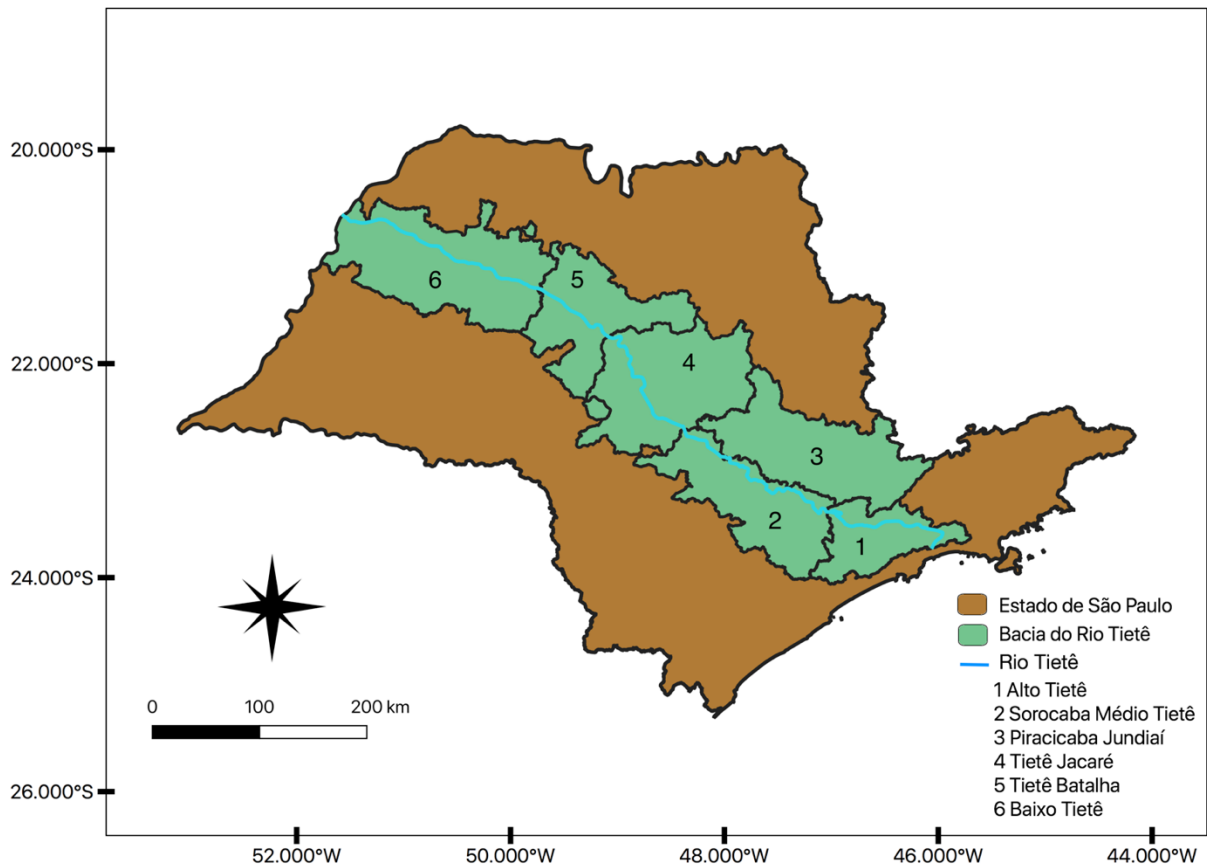 20.000°S
22.000°S
24.000°S
26.000°S
6
5
4
3
2
1
0 100 200 km
Estado de São Paulo
Bacia do Rio Tietê
Rio Tietê
1 Alto Tietê
2 Sorocaba Médio Tietê
3 Piracicaba Jundiaí
4 Tietê Jacaré
5 Tietê Batalha
6 Baixo Tietê
52.000°W 50.000°W 48.000°W 46.000°W 44.000°W